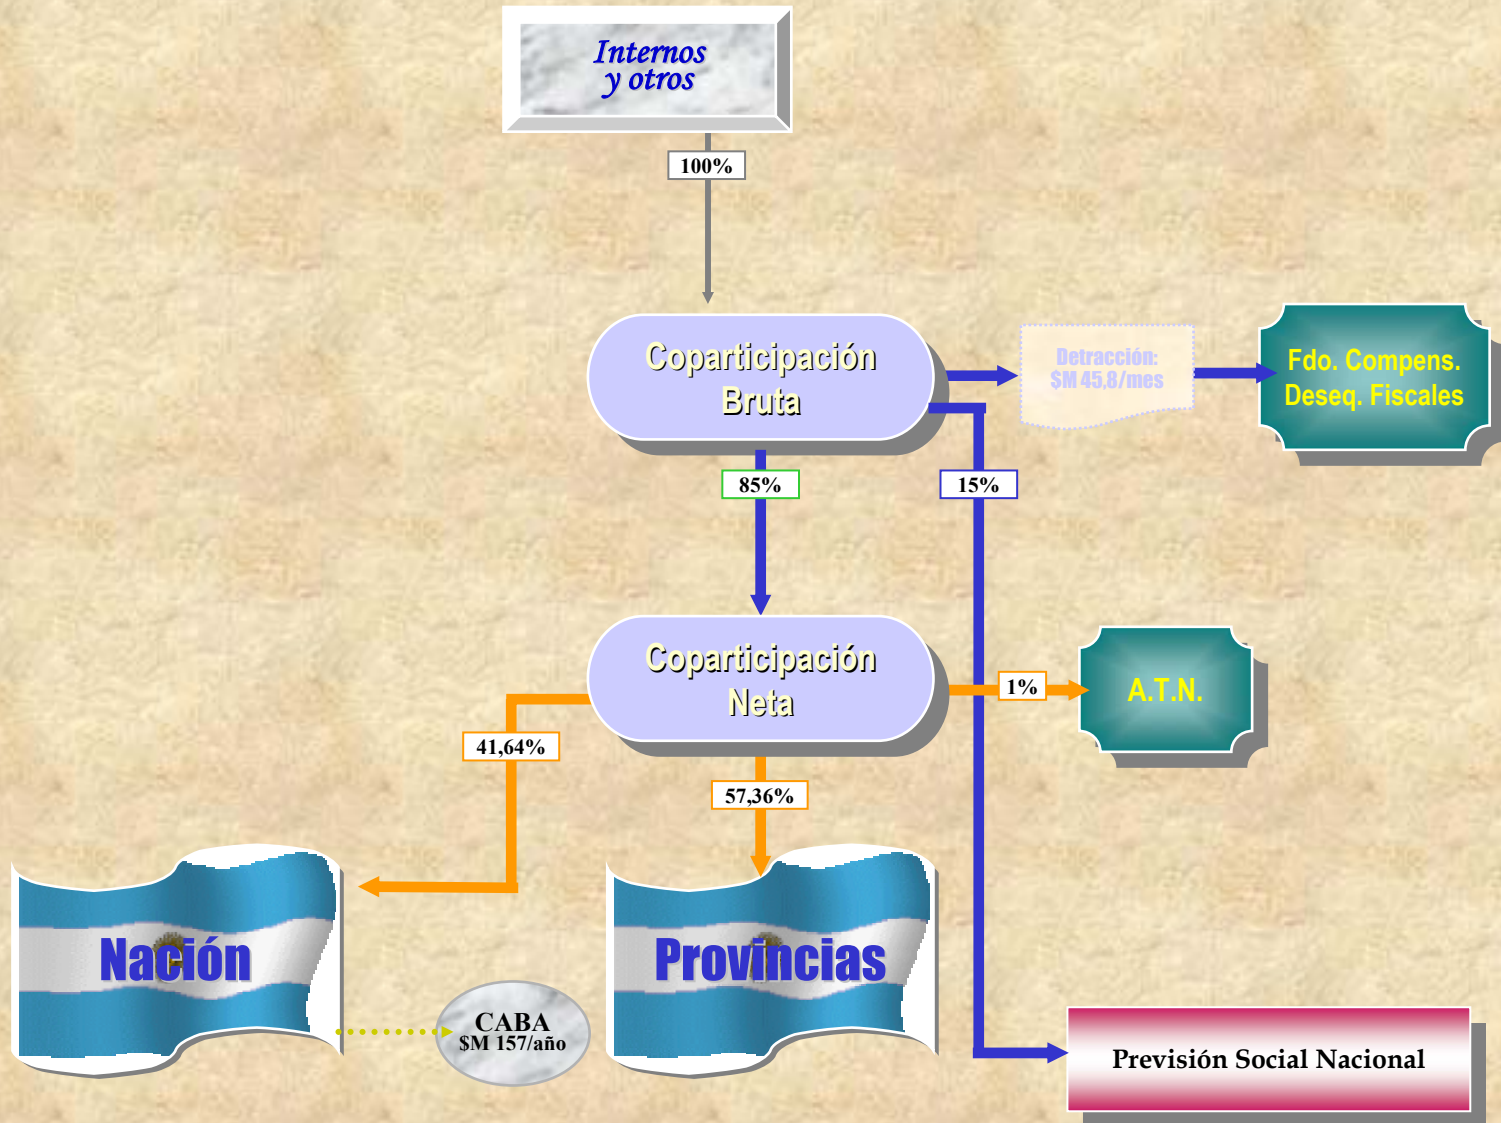 Internos
y otros
100%
Coparticipación
Bruta
Detracción:
$M 45,8/mes
Fdo. Compens.
Deseq. Fiscales
85%
15%
Coparticipación
Neta
1%
A.T.N.
41,64%
57,36%
Nación
Provincias
CABA
$M 157/año
Previsión Social Nacional